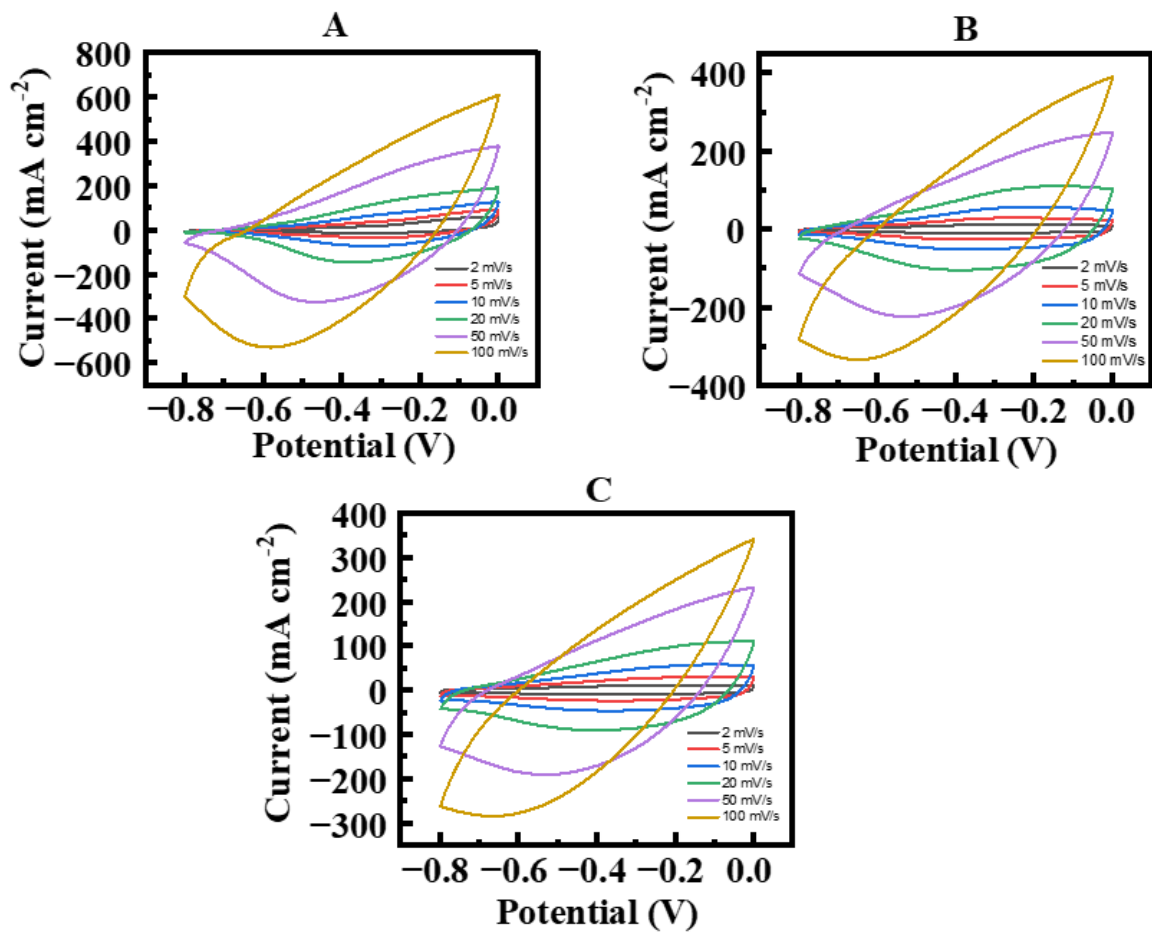 A
Current (mA cm-2)
800
600
400
200
0
−200
−400
−600
2 mV/s
5 mV/s
10 mV/s
20 mV/s
50 mV/s
100 mV/s
−0.8 −0.6 −0.4 −0.2 0.0
Potential (V)
B
Current (mA cm-2)
400
200
0
−200
−400
2 mV/s
5 mV/s
10 mV/s
20 mV/s
50 mV/s
100 mV/s
−0.8 −0.6 −0.4 −0.2 0.0
Potential (V)
C
Current (mA cm-2)
400
300
200
100
0
−100
−200
−300
2 mV/s
5 mV/s
10 mV/s
20 mV/s
50 mV/s
100 mV/s
−0.8 −0.6 −0.4 −0.2 0.0
Potential (V)